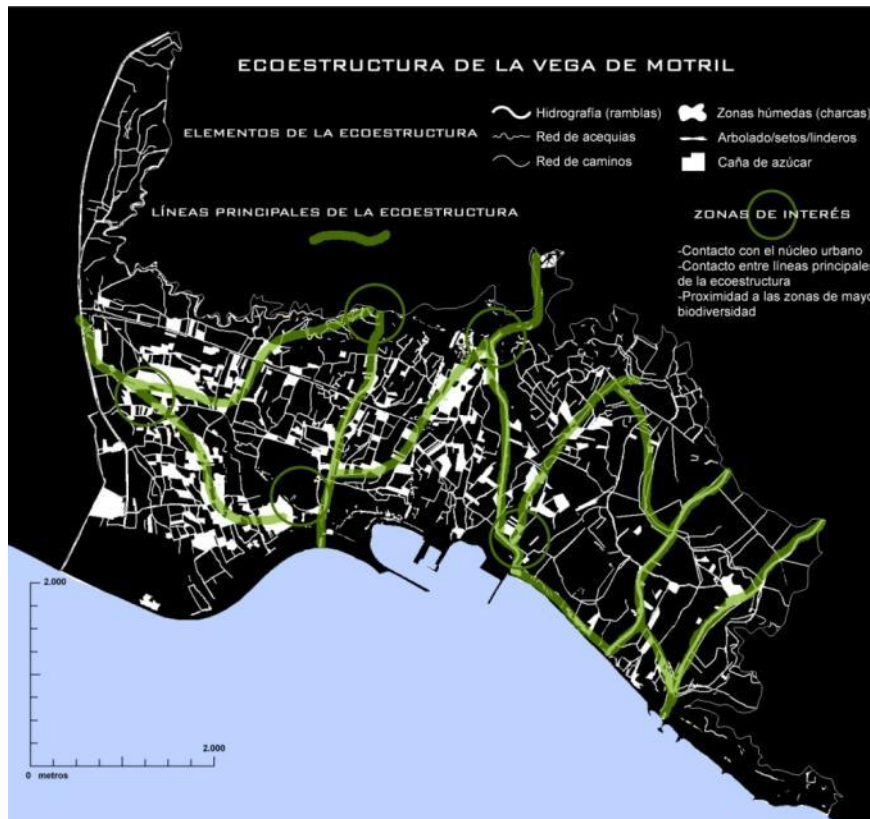 ECOESTRUCTURA DE LA VEGA DE MOTRIL
ELEMENTOS DE LA ECOESTRUCTURA
Hidrografía (ramblas)
Red de acequias
Red de caminos
Zonas húmedas (charcas)
Arbolado/setos/linderos
Caña de azúcar
LÍNEAS PRINCIPALES DE LA ECOESTRUCTURA
ZONAS DE INTERÉS
-Contacto con el núcleo urbano
-Contacto entre líneas principales
de la ecoestructura
-Proximidad a las zonas de mayo
biodiversidad
2.000
2.000
0 metros